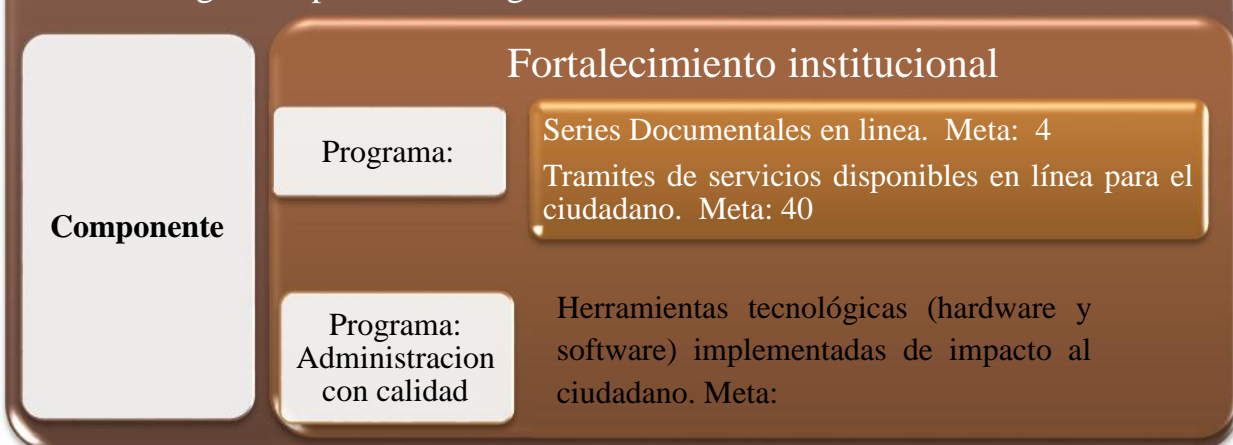 Fortalecimiento institucional
Componente
Programa:
Series Documentales en linea. Meta: 4
Tramites de servicios disponibles en línea para el
ciudadano. Meta: 40
Programa:
Administracion
con calidad
Herramientas tecnológicas (hardware y
software) implementadas de impacto al
ciudadano. Meta: